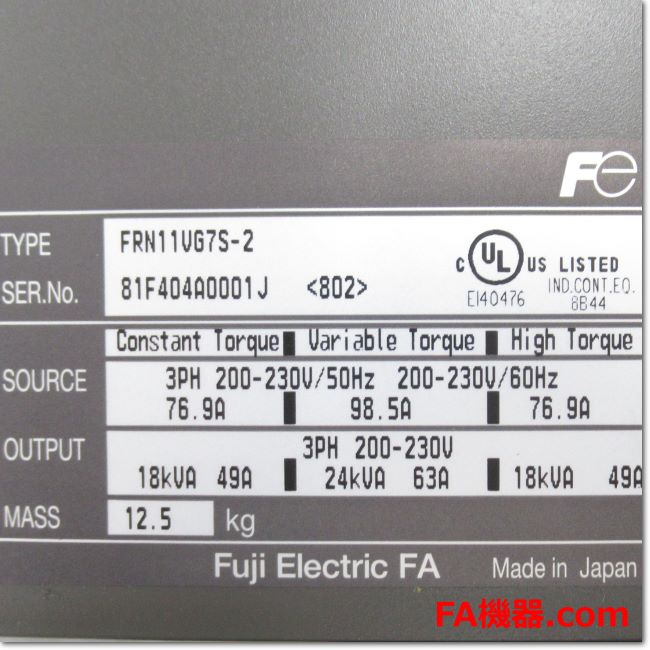 Fe
TYPE FRN11VG7S-2
SER.No. 81F404A0001J <802>
C UL US LISTED
E140476 IND.CONT.EQ.
8B44
Constant Torque Variable Torque High Torque
SOURCE 3PH 200-230V/50Hz 200-230V/60Hz
76.9A 98.5A 76.9A
OUTPUT 3PH 200-230V
18kVA 49A 24kVA 63A 18kVA 49A
MASS 12.5 kg
Fuji Electric FA Made in Japan
FA機器.com